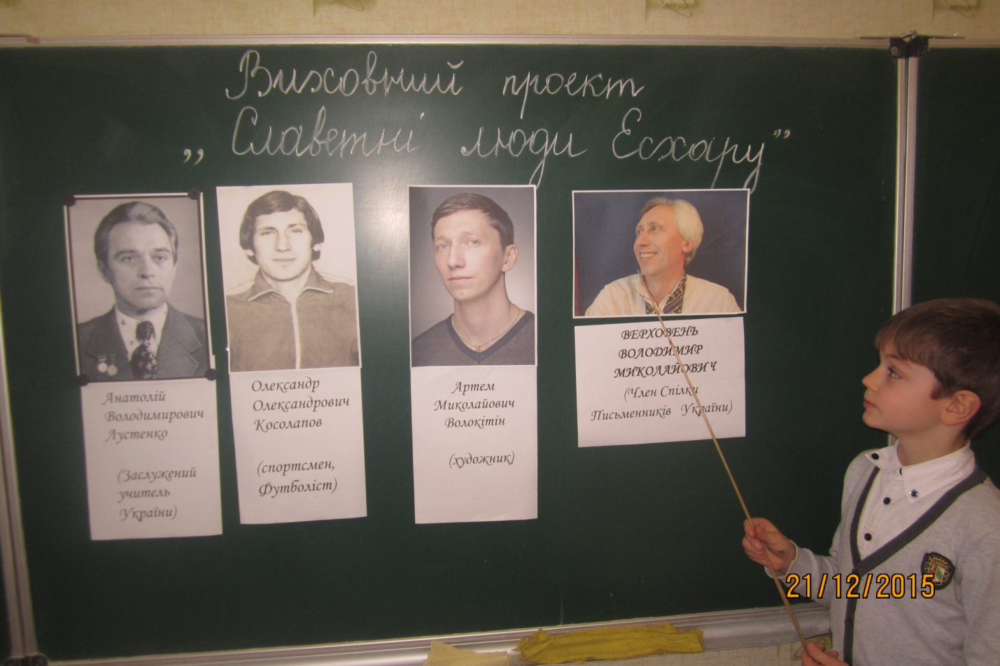 Виховний проект
„Славетні люди Есхару”
Анатолій
Володимирович
Лустенко
(Заслужений
учитель
України)
Олександр
Олександрович
Косолапов
(спортсмен,
Футболіст)
Артем
Миколайович
Волокітін
(художник)
ВЕРХОВЕНЬ
ВОЛОДИМИР
МИКОЛАЙОВИЧ
(Член Спілки
Письменників України)
21/12/2015